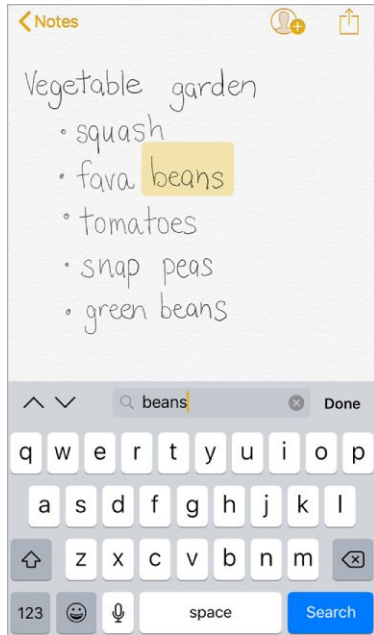 Notes
Vegetable garden
• squash
• fava beans
• tomatoes
• snap peas
• green beans
beans
Done
q w e r t y u i o p
a s d f g h j k l
z x c v b n m
123 space Search